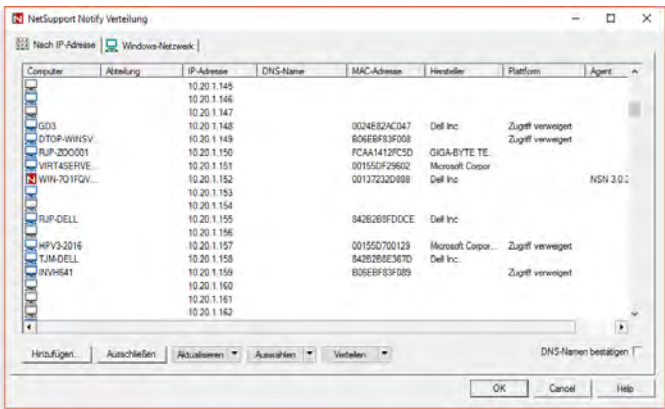 NetSupport Notify Verteilung
Nach IP-Adresse Windows-Netzwerk
Computer Abteilung IP-Adresse DNS-Name MAC-Adresse Hersteller Plattform Agent
10.20.1.145
10.20.1.146
10.20.1.147
GD3 10.20.1.148 0024E82AC047 Dell Inc Zugriff verweigert
DTOP-WINSV... 10.20.1.149 B06EBF83F008 Zugriff verweigert
RJP-ZOO001 10.20.1.150 FCAA1412FC5D GIGA-BYTE TE...
VIRT4SERVE... 10.20.1.151 00155DF29602 Microsoft Corpor...
WIN-7O1FQV... 10.20.1.152 00137232D888 Dell Inc NSN 3.0.2
10.20.1.153
10.20.1.154
RJP-DELL 10.20.1.155 842B2B8FDDCE Dell Inc.
10.20.1.156
HPV3-2016 10.20.1.157 00155D700129 Microsoft Corpor... Zugriff verweigert
TJM-DELL 10.20.1.158 842B2B8E367D Dell Inc.
INVH641 10.20.1.159 B06EBF83F089 Zugriff verweigert
10.20.1.160
10.20.1.161
10.20.1.162
Hinzufügen... Ausschließen Aktualisieren Auswählen Verteilen DNS-Namen bestätigen
OK Cancel Help